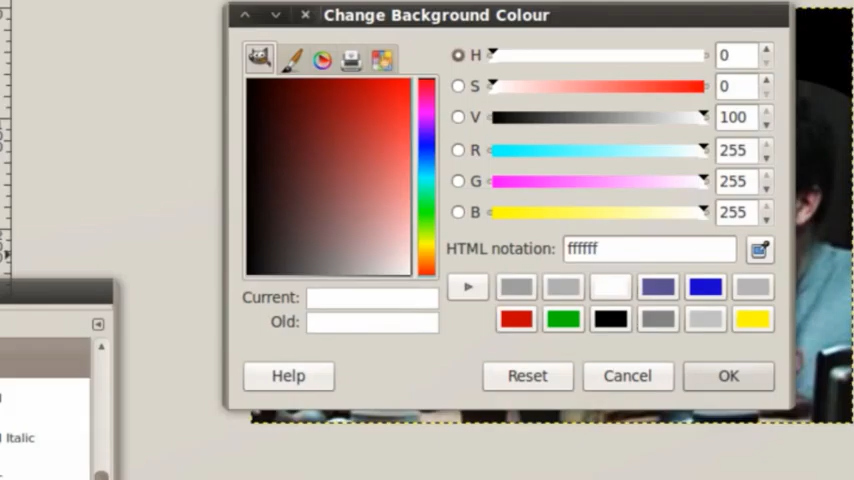 Change Background Colour
H 0
S 0
V 100
R 255
G 255
B 255
HTML notation: ffffff
Current:
Old:
Help Reset Cancel OK
Italic